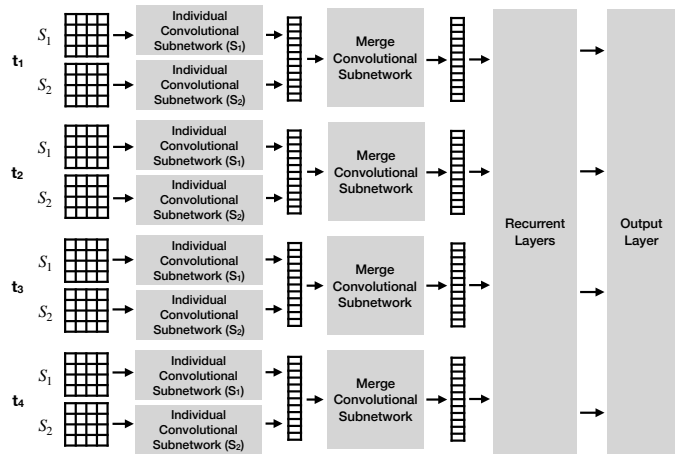 t₁
S₁
Individual
Convolutional
Subnetwork (S₁)
S₂
Individual
Convolutional
Subnetwork (S₂)
Merge
Convolutional
Subnetwork
t₂
S₁
Individual
Convolutional
Subnetwork (S₁)
S₂
Individual
Convolutional
Subnetwork (S₂)
Merge
Convolutional
Subnetwork
t₃
S₁
Individual
Convolutional
Subnetwork (S₁)
S₂
Individual
Convolutional
Subnetwork (S₂)
Merge
Convolutional
Subnetwork
t₄
S₁
Individual
Convolutional
Subnetwork (S₁)
S₂
Individual
Convolutional
Subnetwork (S₂)
Merge
Convolutional
Subnetwork
Recurrent
Layers
Output
Layer